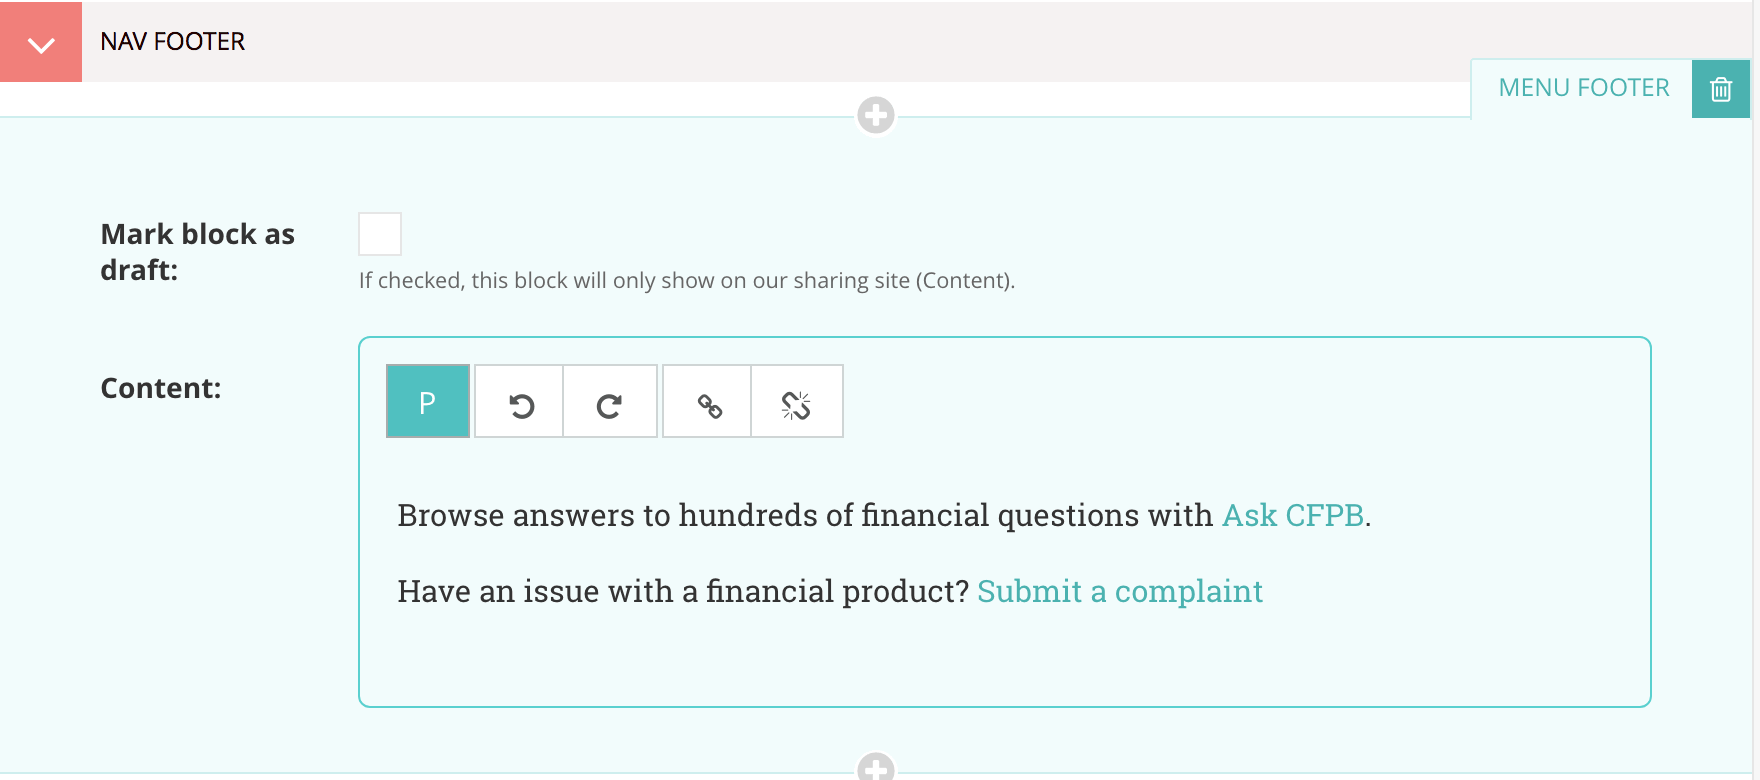 NAV FOOTER
MENU FOOTER
Mark block as
draft:
If checked, this block will only show on our sharing site (Content).
Content:
P
Browse answers to hundreds of financial questions with Ask CFPB.
Have an issue with a financial product? Submit a complaint